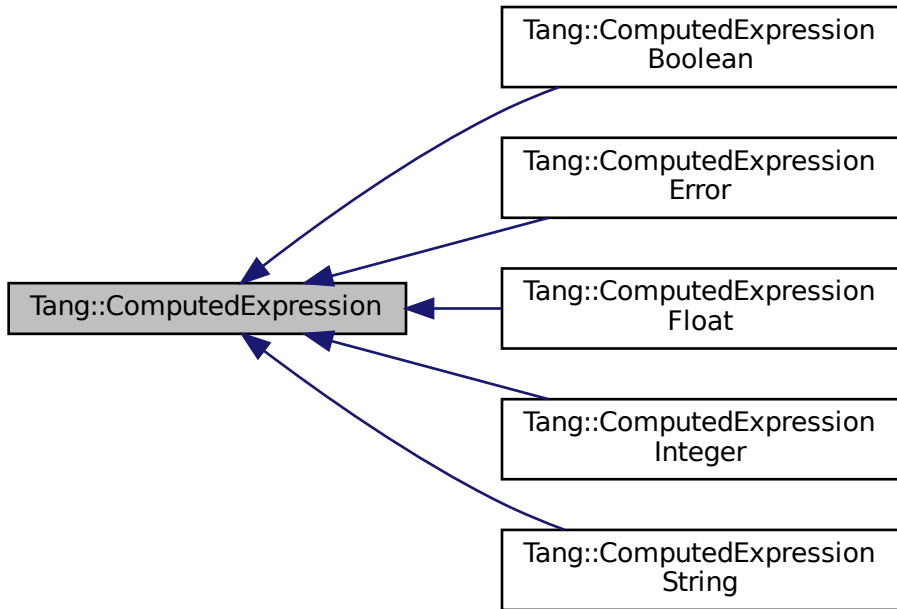 Tang::ComputedExpression
Boolean
Tang::ComputedExpression
Error
Tang::ComputedExpression
Tang::ComputedExpression
Float
Tang::ComputedExpression
Integer
Tang::ComputedExpression
String